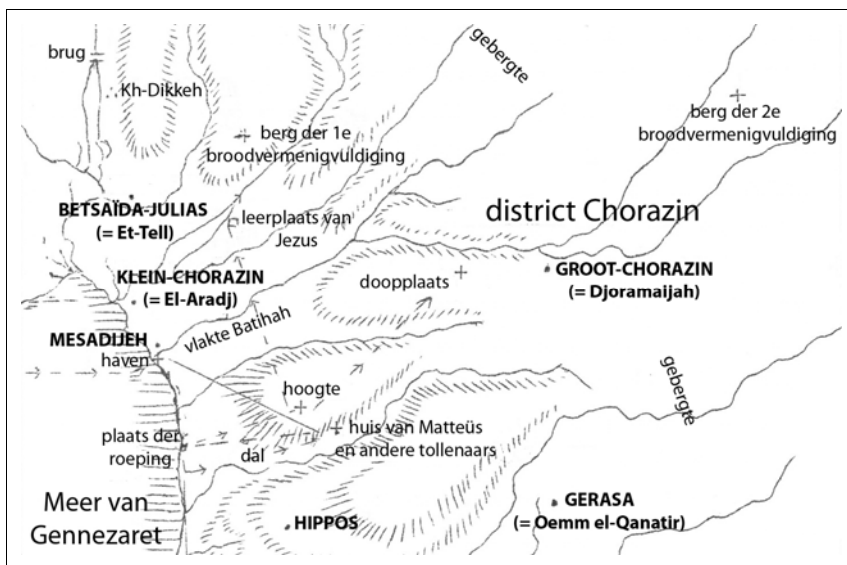 brug
gebergte
Kh-Dikkeh
berg der 1e
broodvermenigvuldiging
berg der 2e
broodvermenigvuldiging
BETSAÏDA-JULIAS
(= Et-Tell)
leerplaats van
Jezus
district Chorazin
KLEIN-CHORAZIN
(= El-Aradj)
doopplaats
GROOT-CHORAZIN
(= Djoramaijah)
vlakte Batihah
MESADIJEH
haven
hoogte
gebergte
plaats der
roeping
dal
huis van Matteüs
en andere tollenaars
Meer van
Gennezaret
HIPPOS
GERASA
(= Oemm el-Qanatir)